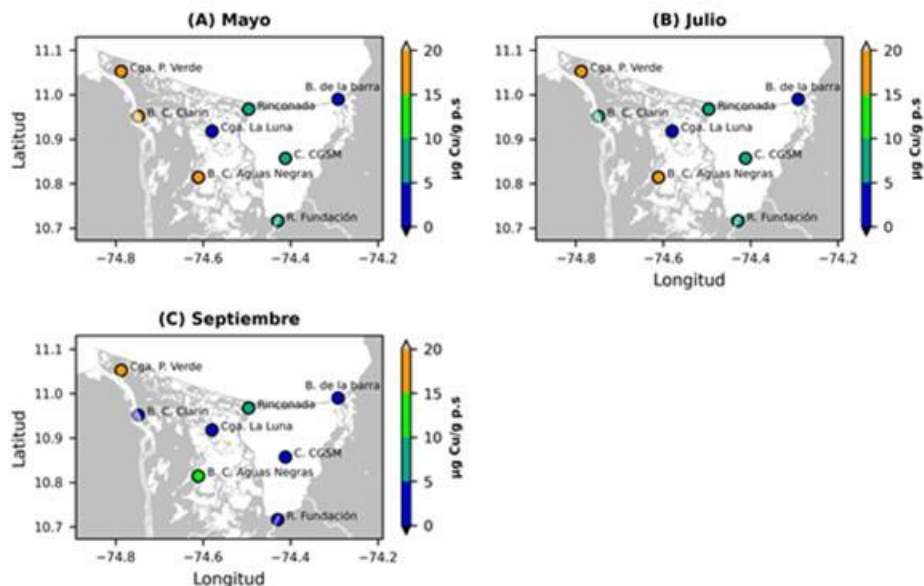 (A) Mayo
Latitud
11.1
11.0
10.9
10.8
10.7
Cga. P. Verde
B. de la barra
B. C. Clarin
Rinconada
Cga. La Luna
C. CGSM
B. C. Aguas Negras
R. Fundación
−74.8 −74.6 −74.4 −74.2
20
15
10
5
0
µg Cu/g p.s
(B) Julio
11.1
11.0
10.9
10.8
10.7
Cga. P. Verde
B. de la barra
B. C. Clarin
Rinconada
Cga. La Luna
C. CGSM
B. C. Aguas Negras
R. Fundación
−74.8 −74.6 −74.4 −74.2
Longitud
20
15
10
5
0
µg Cu/g p.s
(C) Septiembre
Latitud
11.1
11.0
10.9
10.8
10.7
Cga. P. Verde
B. de la barra
B. C. Clarin
Rinconada
Cga. La Luna
C. CGSM
B. C. Aguas Negras
R. Fundación
−74.8 −74.6 −74.4 −74.2
Longitud
20
15
10
5
0
µg Cu/g p.s